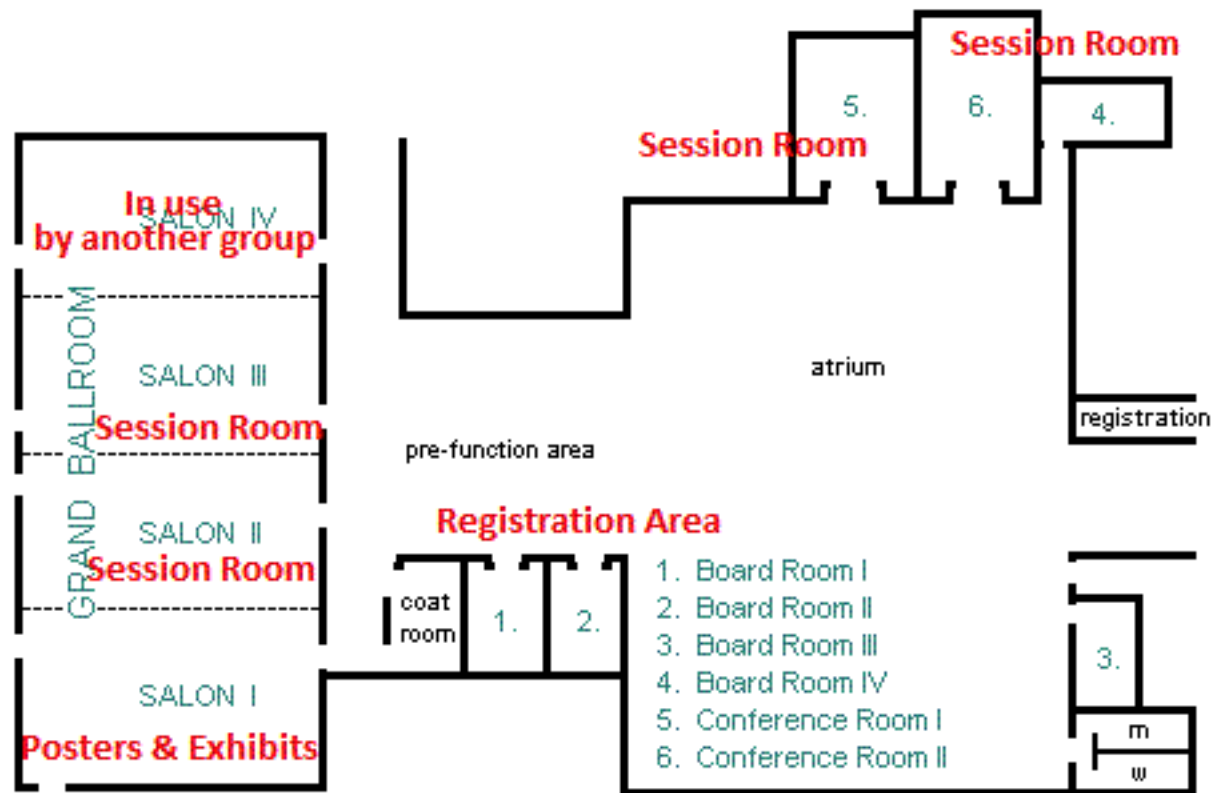 Session Room
5.
6.
4.
Session Room
In use
SALON IV
by another group
GRAND BALLROOM
SALON III
atrium
registration
Session Room
pre-function area
Registration Area
SALON II
Session Room
coat
room
1.
2.
1. Board Room I
2. Board Room II
3. Board Room III
4. Board Room IV
5. Conference Room I
6. Conference Room II
3.
SALON I
Posters & Exhibits
m
w